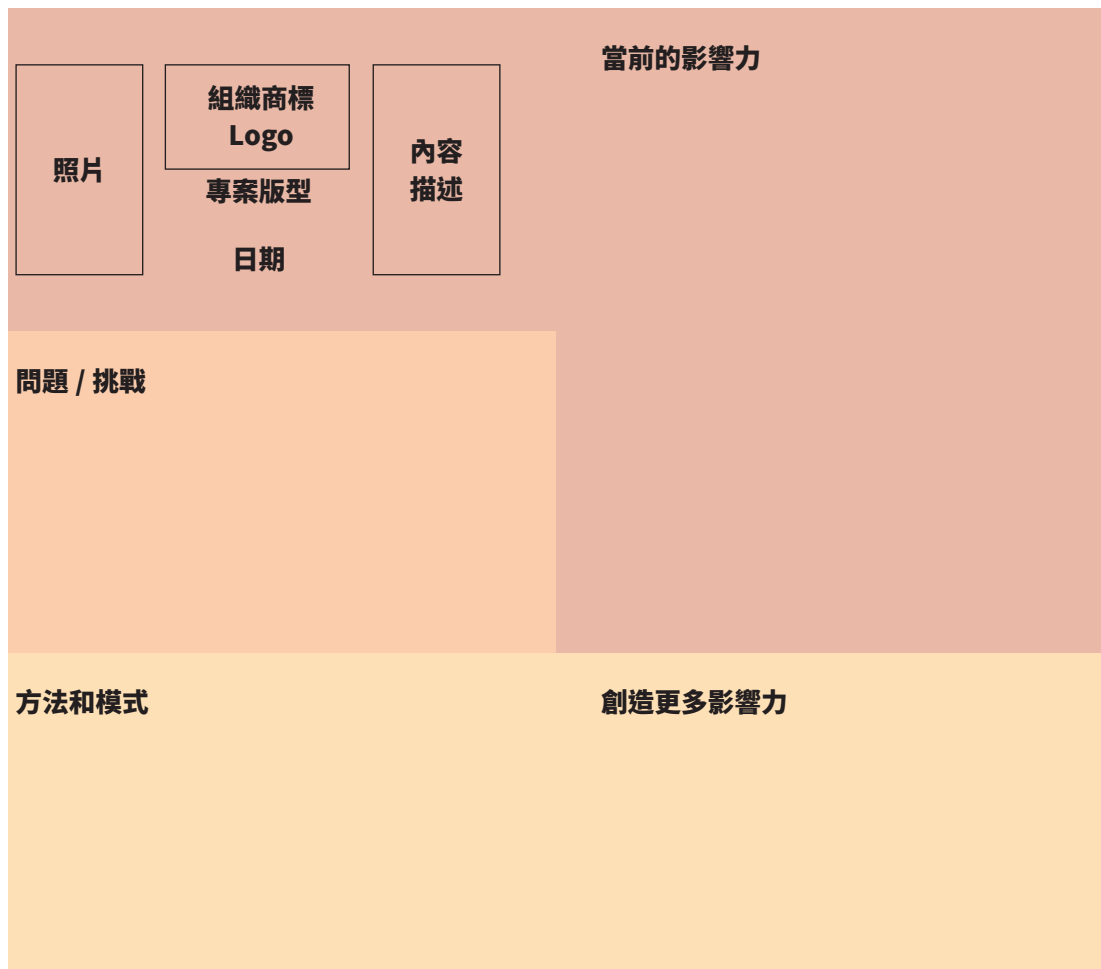 照片
組織商標
Logo
專案版型
日期
內容
描述
當前的影響力
問題 / 挑戰
方法和模式
創造更多影響力